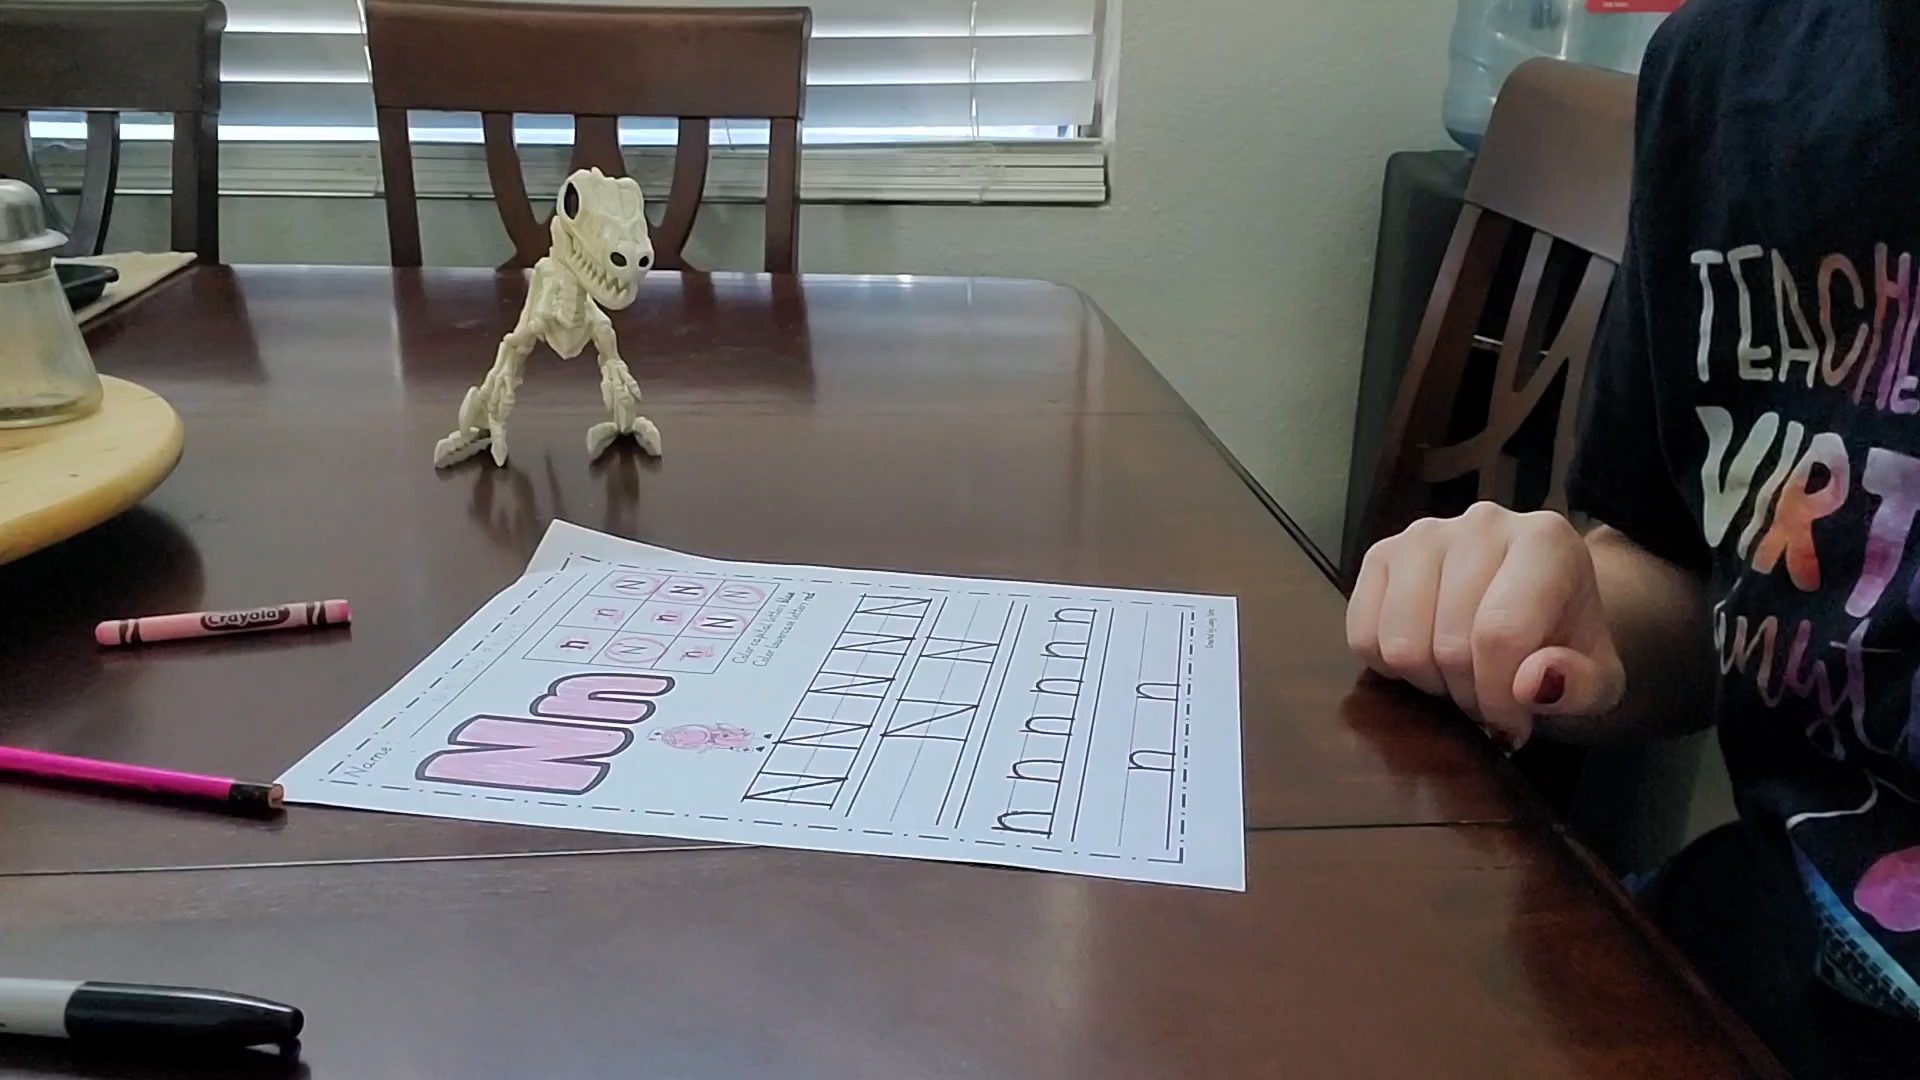 Name:
Nn
N N N
n n N
h N n
Color capital letters blue
Color lowercase letters red
N N N N N
N N
n n n n n
n n
Crayola
TEACHE
VIRT